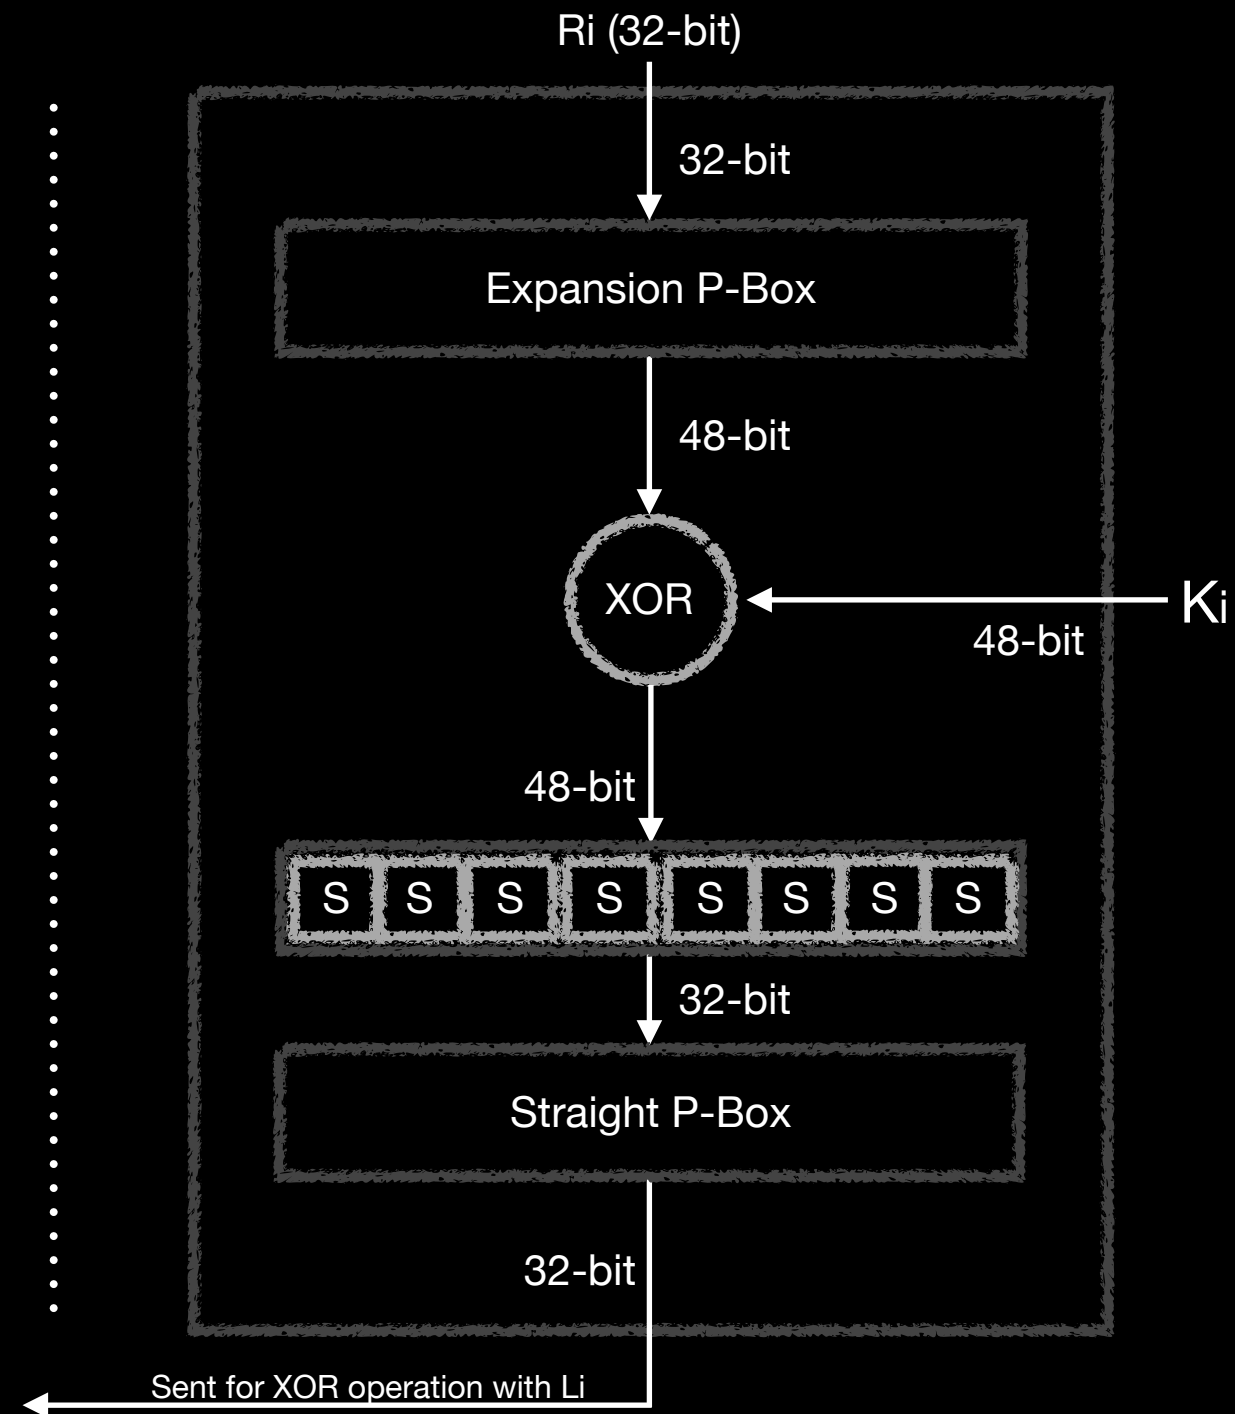 Ri (32-bit)
32-bit
Expansion P-Box
48-bit
XOR
Ki
48-bit
48-bit
S S S S S S S S
32-bit
Straight P-Box
32-bit
Sent for XOR operation with Li